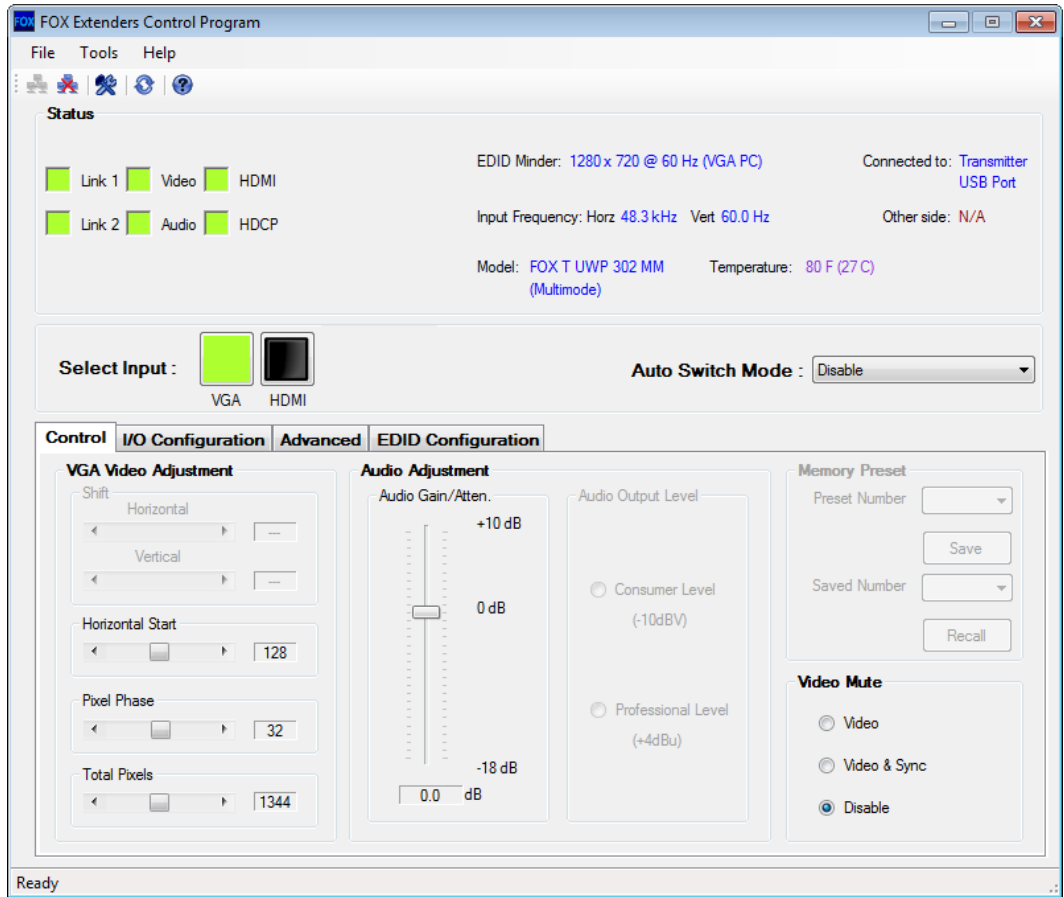 FOX FOX Extenders Control Program
File Tools Help
Status
Link 1 Video HDMI
Link 2 Audio HDCP
EDID Minder: 1280 x 720 @ 60 Hz (VGA PC)
Connected to: Transmitter
USB Port
Input Frequency: Horz 48.3 kHz Vert 60.0 Hz
Other side: N/A
Model: FOX T UWP 302 MM
(Multimode)
Temperature: 80 F (27 C)
Select Input :
VGA HDMI
Auto Switch Mode : Disable
Control I/O Configuration Advanced EDID Configuration
VGA Video Adjustment
Shift
Horizontal
---
Vertical
---
Horizontal Start
128
Pixel Phase
32
Total Pixels
1344
Audio Adjustment
Audio Gain/Atten.
+10 dB
0 dB
-18 dB
0.0 dB
Audio Output Level
Consumer Level
(-10dBV)
Professional Level
(+4dBu)
Memory Preset
Preset Number
Save
Saved Number
Recall
Video Mute
Video
Video & Sync
Disable
Ready